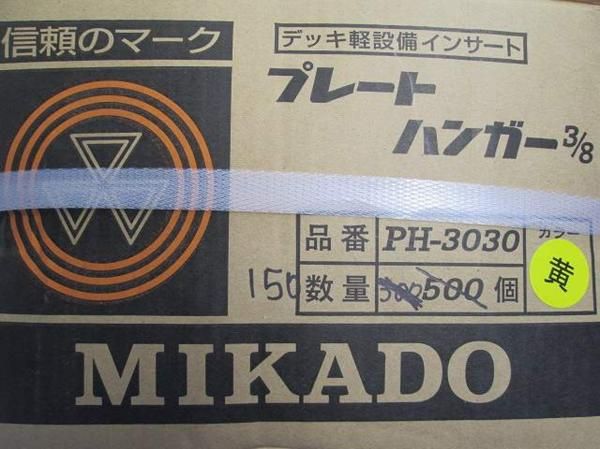 信頼のマーク
デッキ軽設備インサート
プレート
ハンガー3/8
品番 PH-3030
カラー
黄
150 数量 300 500 個
MIKADO